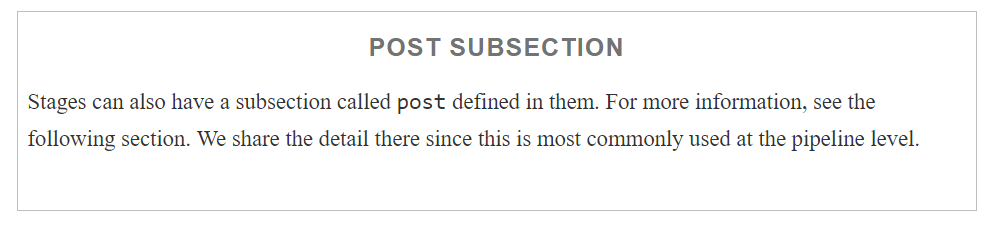 POST SUBSECTION
Stages can also have a subsection called post defined in them. For more information, see the
following section. We share the detail there since this is most commonly used at the pipeline level.